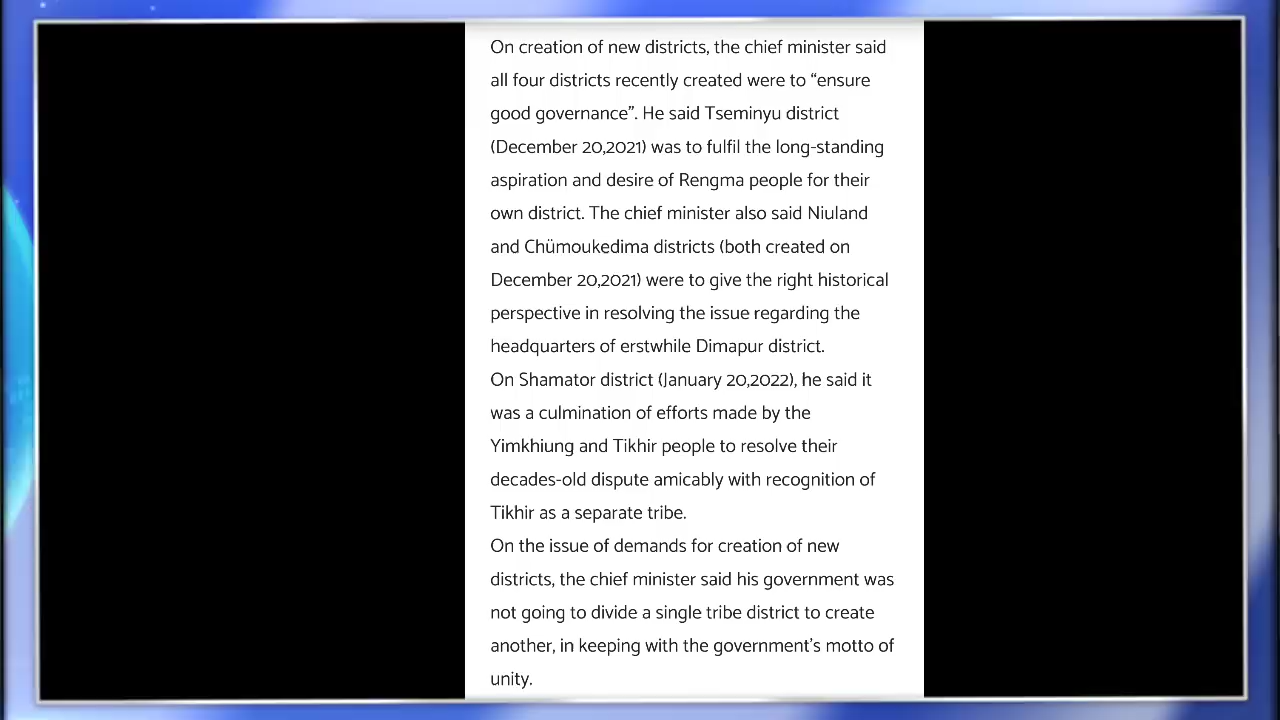 On creation of new districts, the chief minister said
all four districts recently created were to “ensure
good governance”. He said Tseminyu district
(December 20,2021) was to fulfil the long-standing
aspiration and desire of Rengma people for their
own district. The chief minister also said Niuland
and Chümoukedima districts (both created on
December 20,2021) were to give the right historical
perspective in resolving the issue regarding the
headquarters of erstwhile Dimapur district.
On Shamator district (January 20,2022), he said it
was a culmination of efforts made by the
Yimkhiung and Tikhir people to resolve their
decades-old dispute amicably with recognition of
Tikhir as a separate tribe.
On the issue of demands for creation of new
districts, the chief minister said his government was
not going to divide a single tribe district to create
another, in keeping with the government’s motto of
unity.